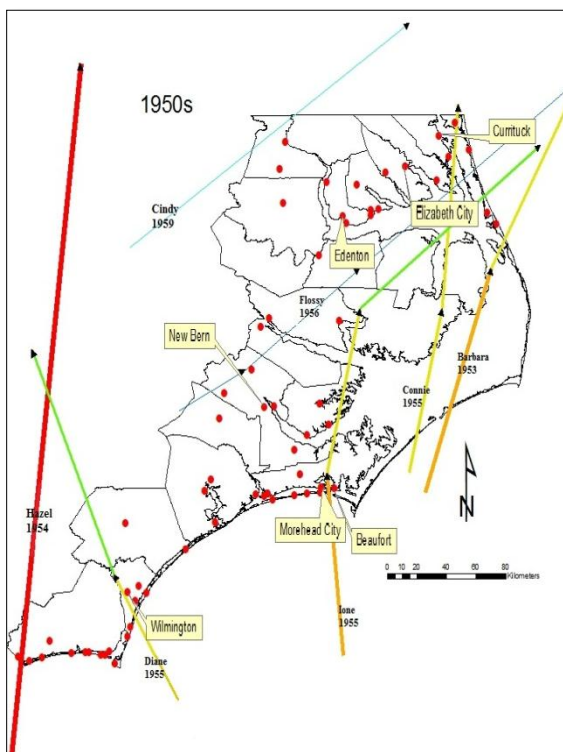 1950s
Currituck
Cindy
1959
Elizabeth City
Edenton
Flossy
1956
New Bern
Barbara
1953
Connie
1955
N
Hazel
1954
Morehead City
Beaufort
0 10 20 40 60 80
Kilometers
Ione
1955
Wilmington
Diane
1955